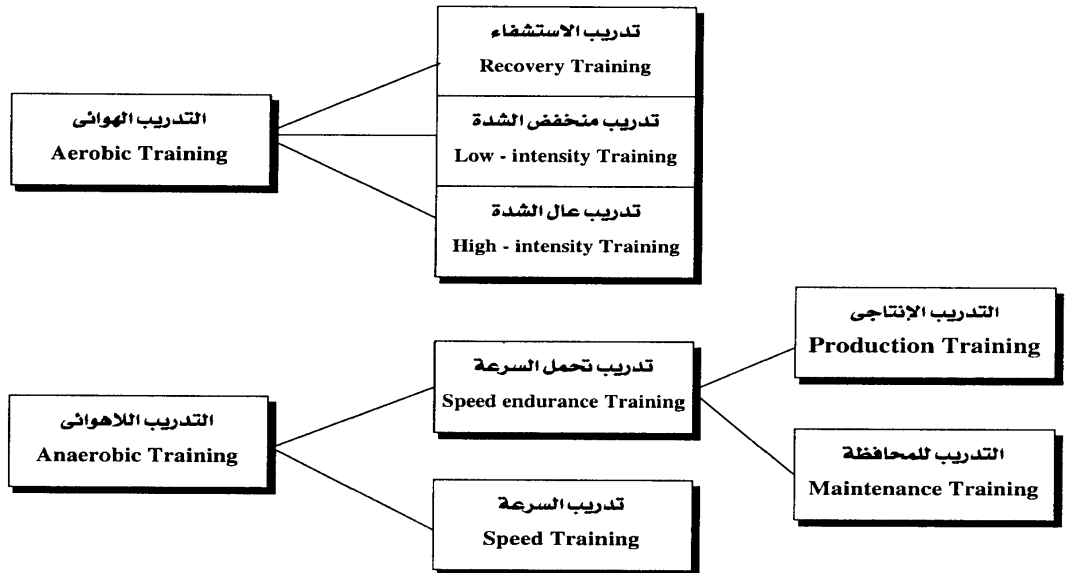 تدريب الاستشفاء
Recovery Training
التدريب الهوائى
Aerobic Training
تدريب منخفض الشدة
Low - intensity Training
تدريب عال الشدة
High - intensity Training
التدريب اللاهوائى
Anaerobic Training
تدريب تحمل السرعة
Speed endurance Training
التدريب الإنتاجى
Production Training
التدريب للمحافظة
Maintenance Training
تدريب السرعة
Speed Training